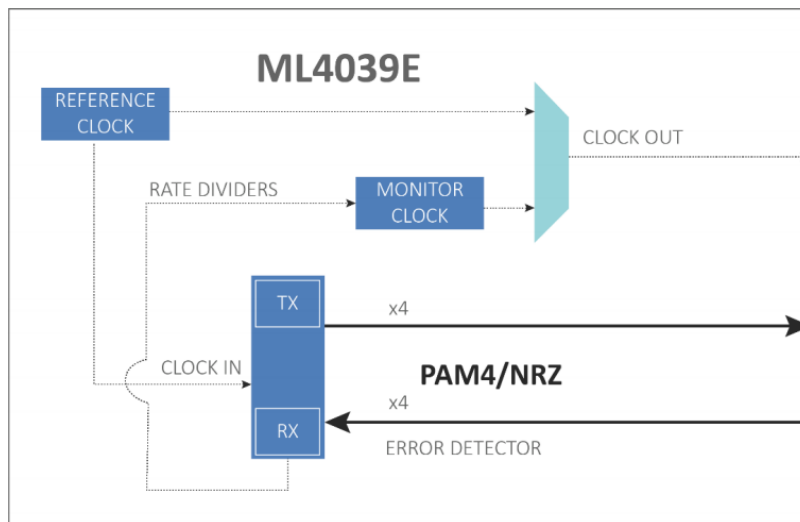 ML4039E
REFERENCE
CLOCK
CLOCK OUT
RATE DIVIDERS
MONITOR
CLOCK
TX
x4
CLOCK IN
PAM4/NRZ
x4
RX
ERROR DETECTOR